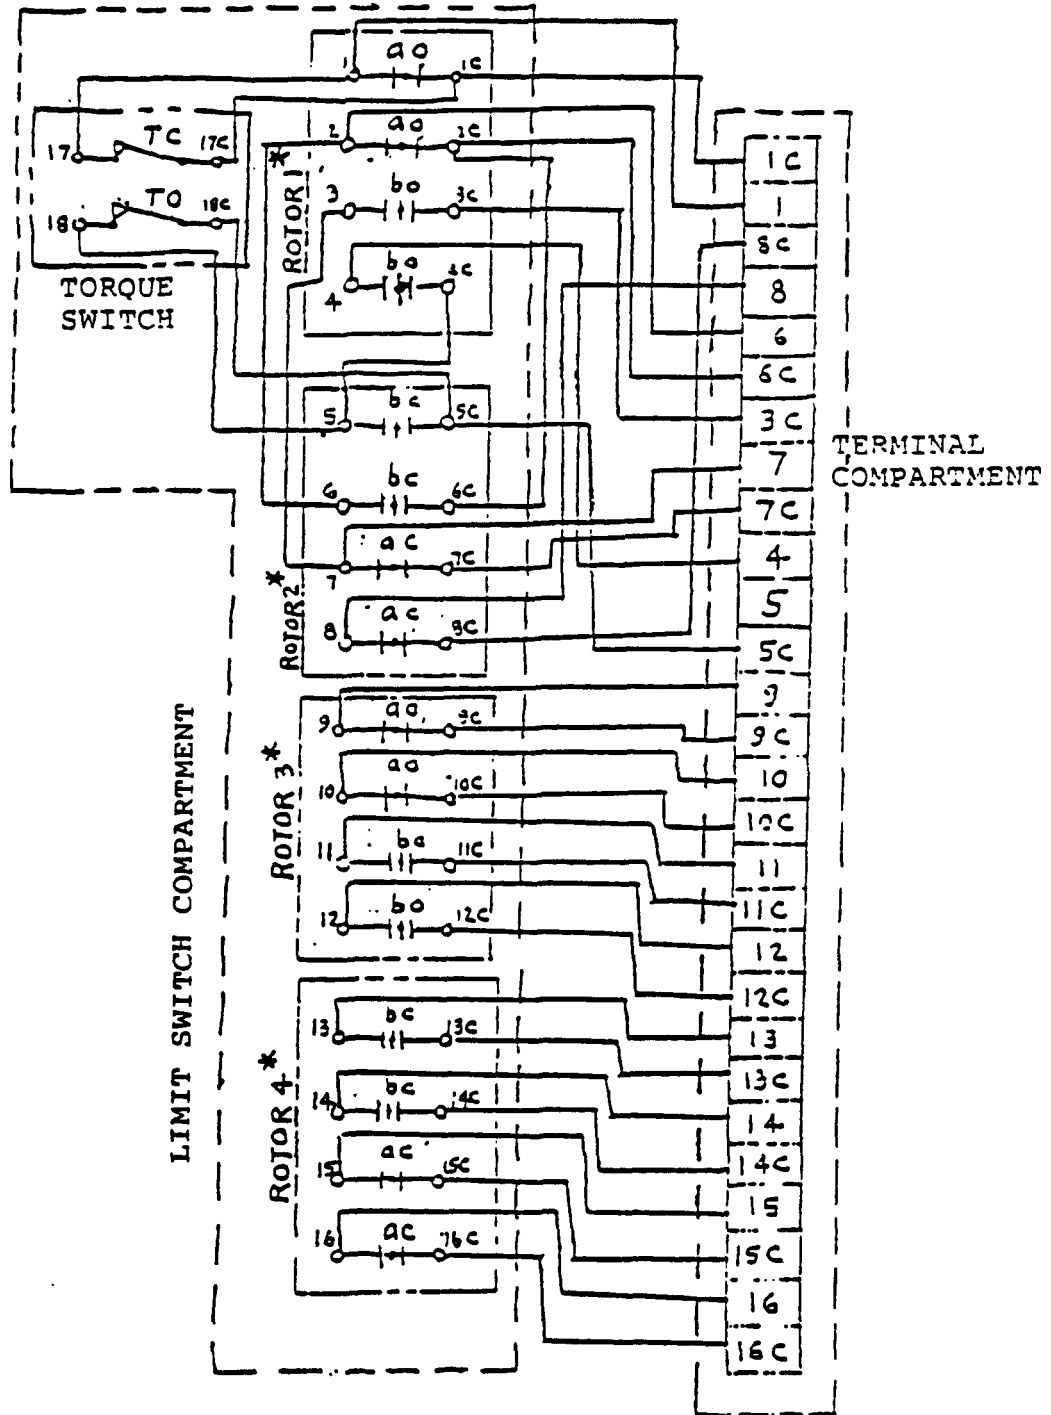 ao
1 1C
17 TC 17C
18 TO 18C
TORQUE
SWITCH
ROTOR 1*
2 ao 2C
3 bo 3C
4 bo 4C
5 bc 5C
6 bc 6C
7 ac 7C
8 ac 8C
ROTOR 2*
9 ao 9C
10 ao 10C
11 bo 11C
12 bo 12C
ROTOR 3*
13 bc 13C
14 bc 14C
15 ac 15C
16 ac 16C
ROTOR 4*
LIMIT SWITCH COMPARTMENT
1C
1
8C
8
6
6C
3C
7
7C
4
5
5C
9
9C
10
10C
11
11C
12
12C
13
13C
14
14C
15
15C
16
16C
TERMINAL
COMPARTMENT